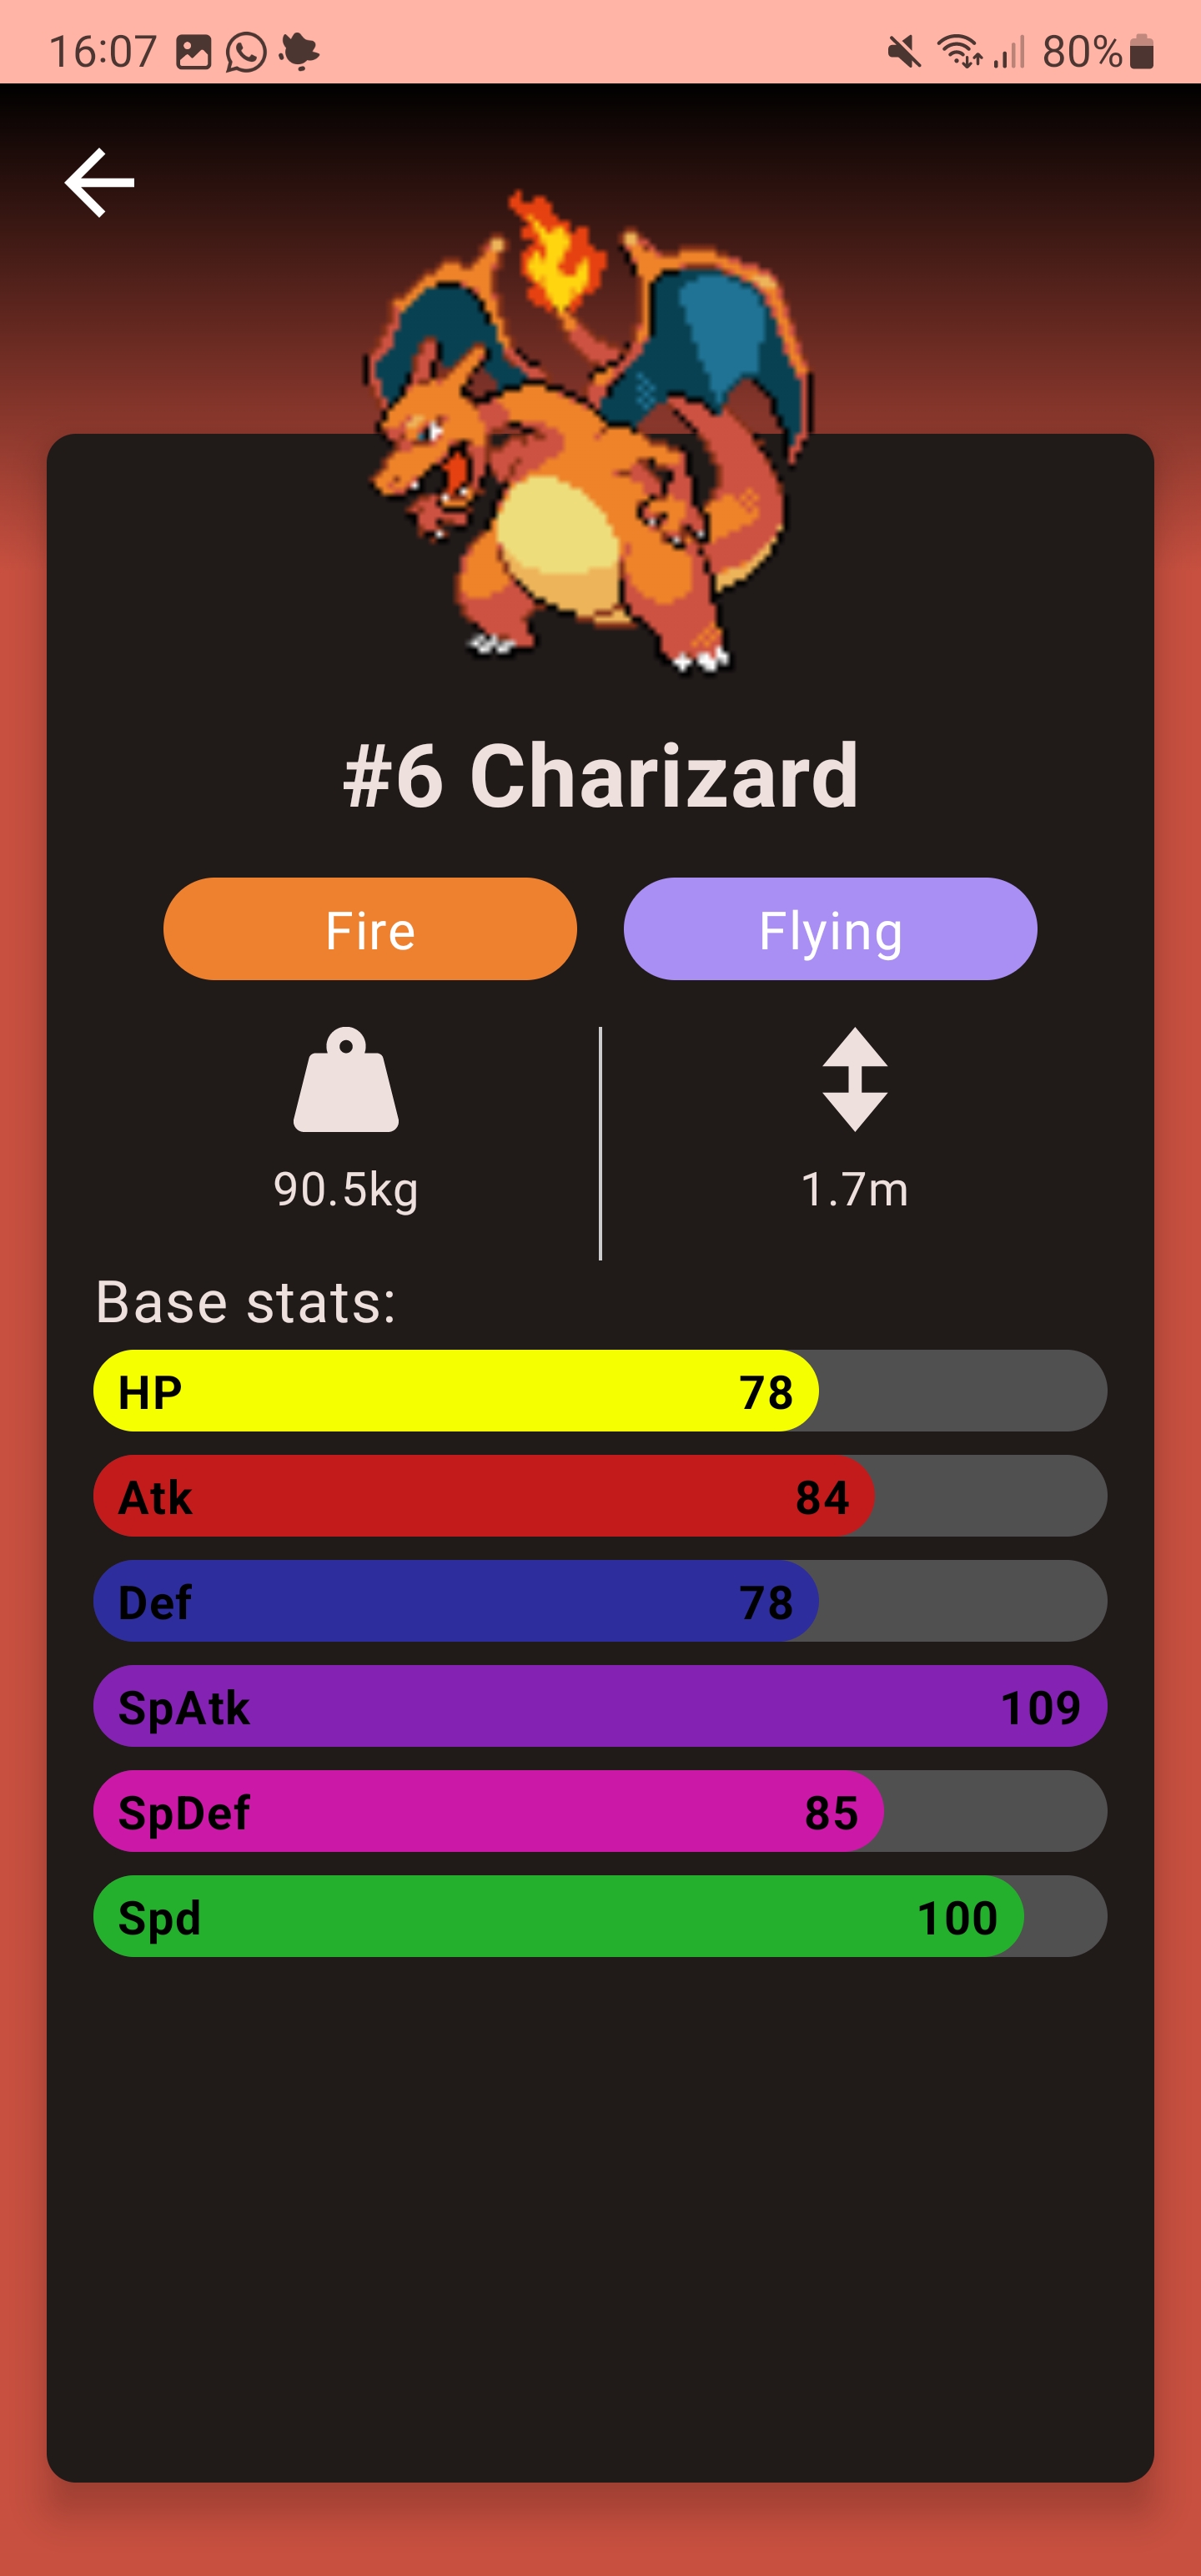 16:07 80%
#6 Charizard
Fire Flying
90.5kg 1.7m
Base stats:
HP 78
Atk 84
Def 78
SpAtk 109
SpDef 85
Spd 100